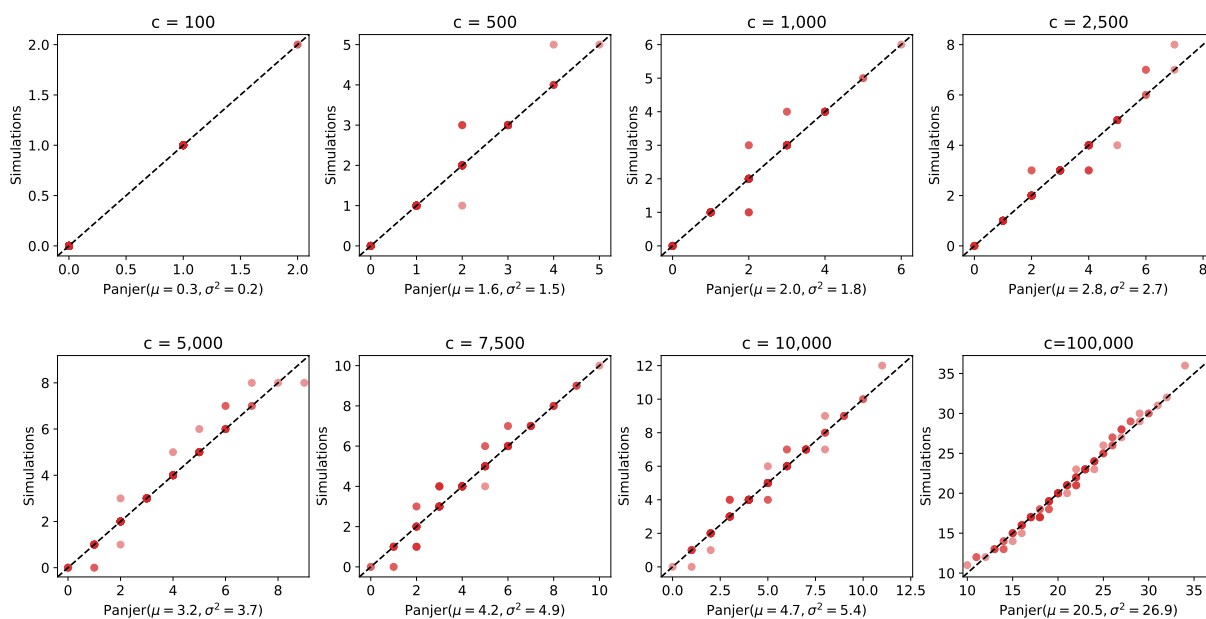 c = 100
c = 500
c = 1,000
c = 2,500
2.0
1.5
1.0
0.5
0.0
Simulations
0.0 0.5 1.0 1.5 2.0
Panjer(μ = 0.3, σ² = 0.2)
5
4
3
2
1
0
Simulations
0 1 2 3 4 5
Panjer(μ = 1.6, σ² = 1.5)
6
5
4
3
2
1
0
Simulations
0 2 4 6
Panjer(μ = 2.0, σ² = 1.8)
8
6
4
2
0
Simulations
0 2 4 6 8
Panjer(μ = 2.8, σ² = 2.7)
c = 5,000
c = 7,500
c = 10,000
c=100,000
8
6
4
2
0
Simulations
0 2 4 6 8
Panjer(μ = 3.2, σ² = 3.7)
10
8
6
4
2
0
Simulations
0 2 4 6 8 10
Panjer(μ = 4.2, σ² = 4.9)
12
10
8
6
4
2
0
Simulations
0.0 2.5 5.0 7.5 10.0 12.5
Panjer(μ = 4.7, σ² = 5.4)
35
30
25
20
15
10
Simulations
10 15 20 25 30 35
Panjer(μ = 20.5, σ² = 26.9)